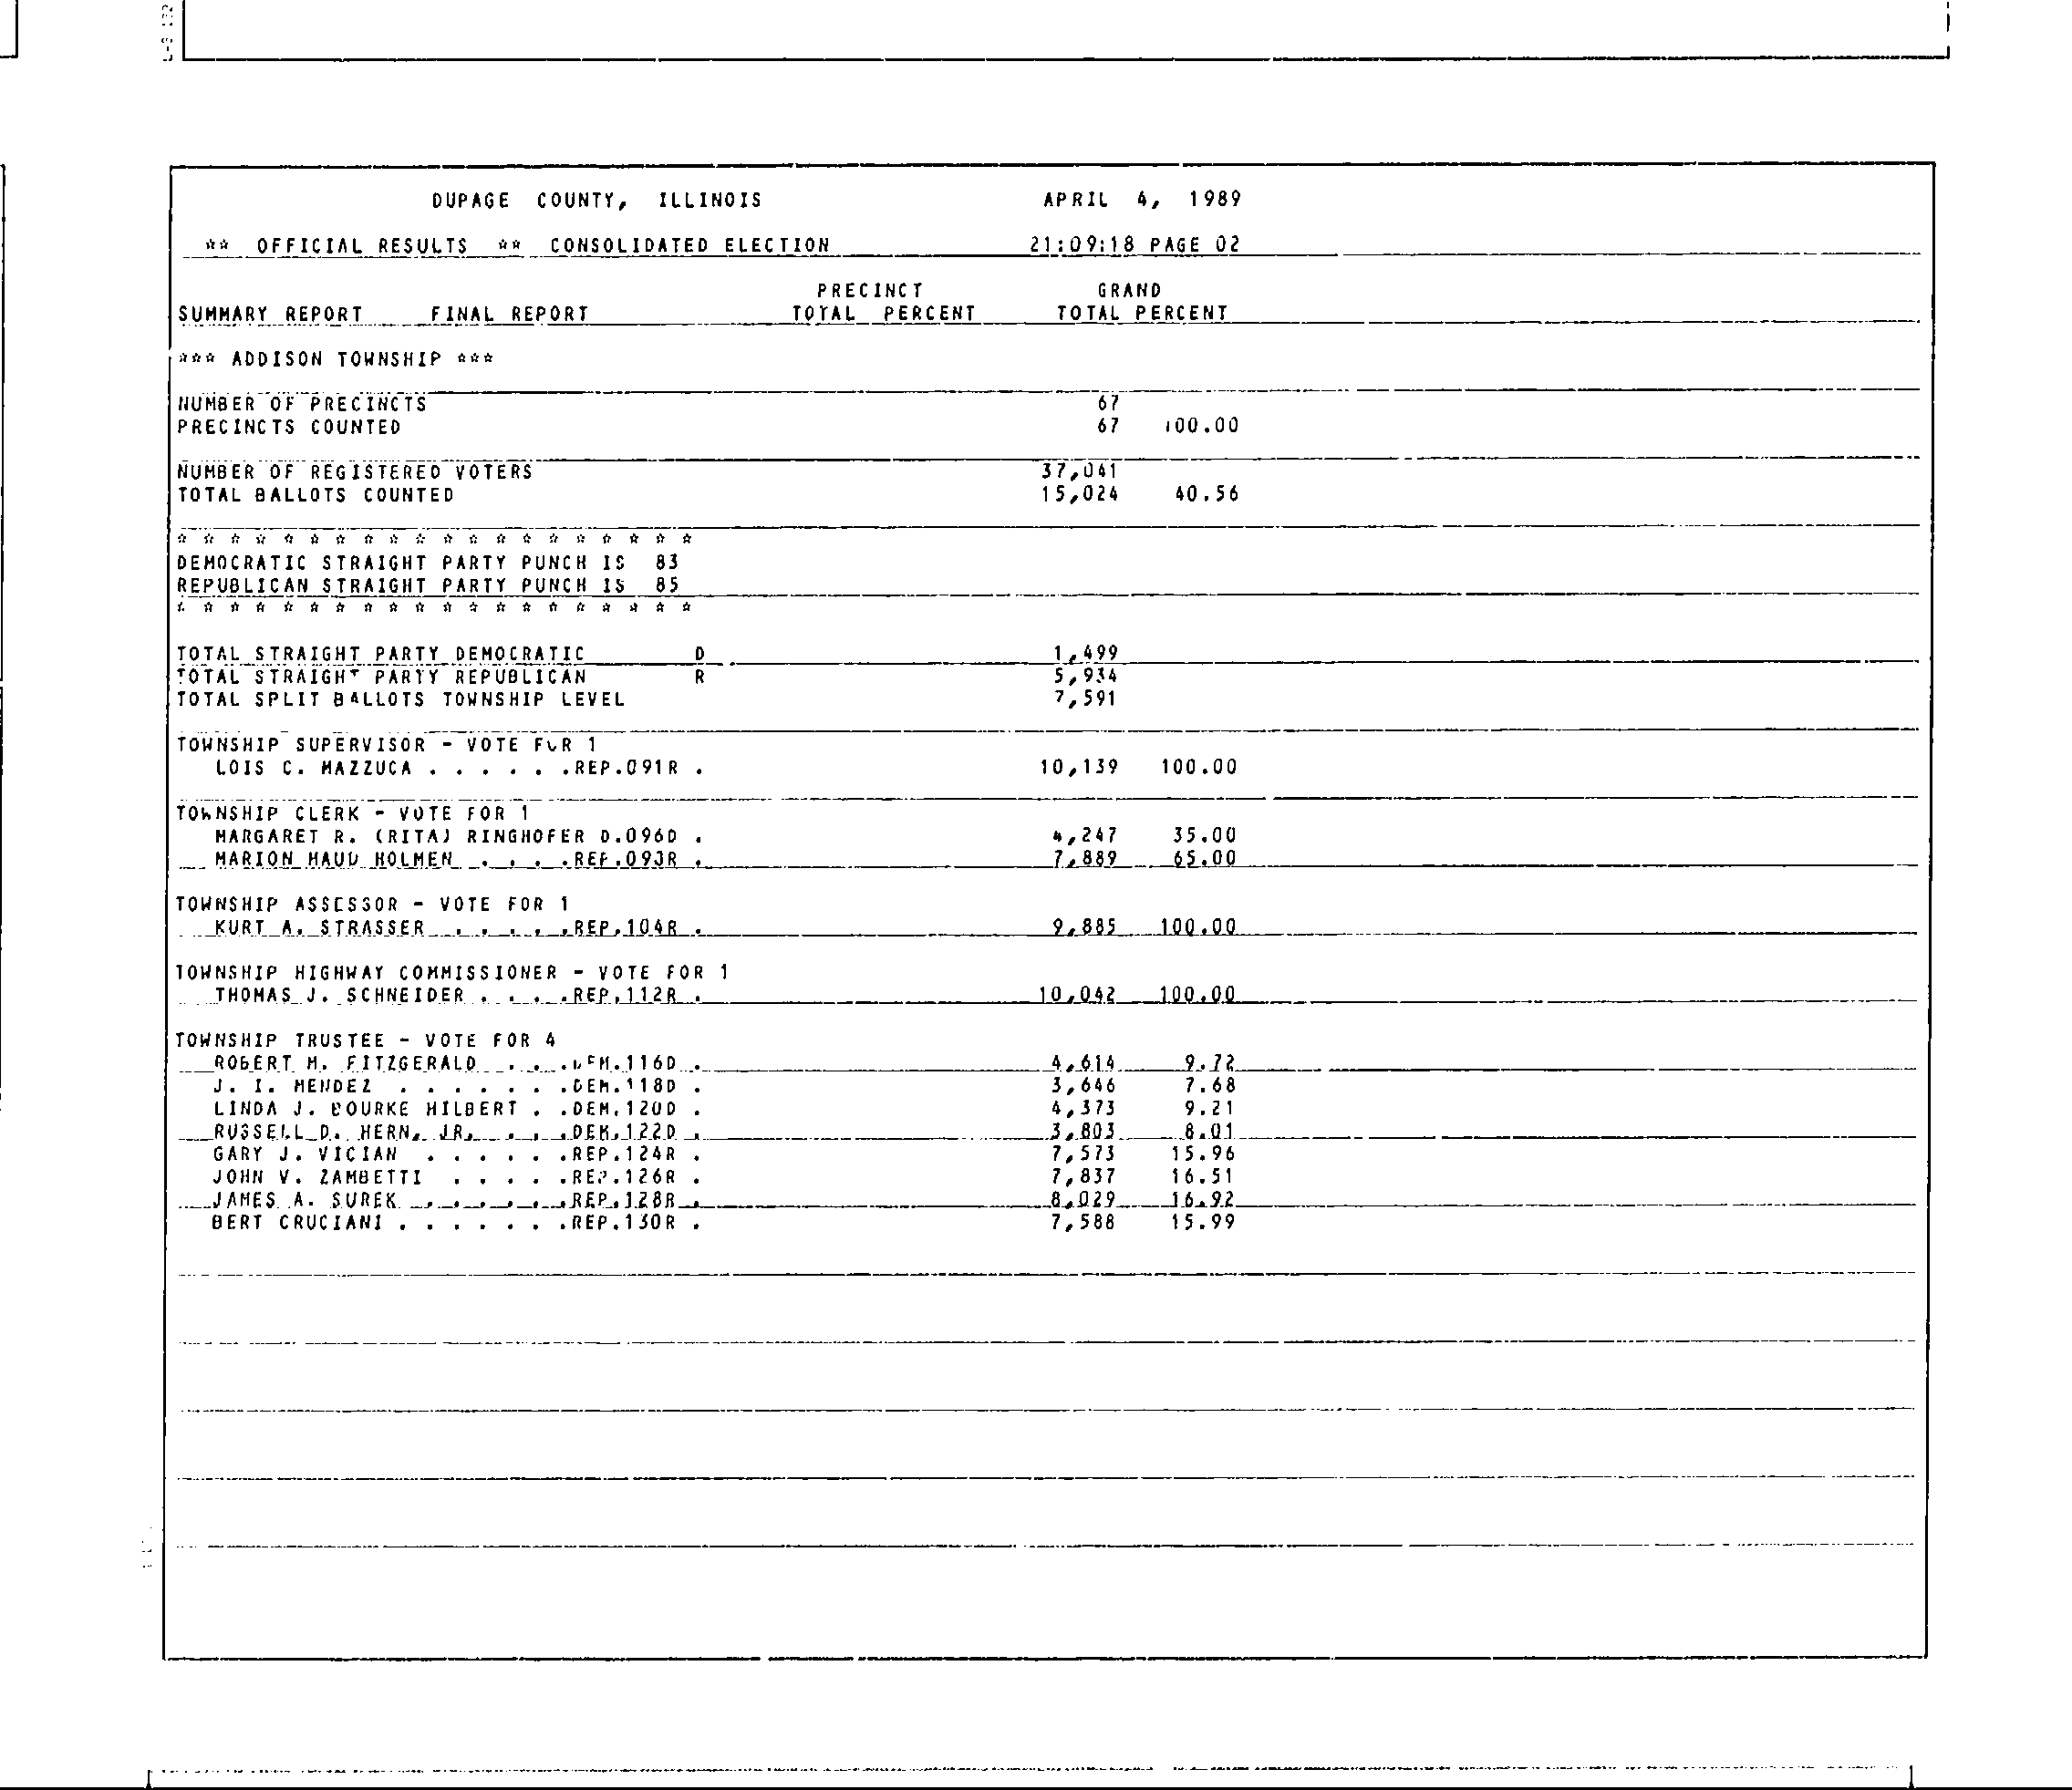 DUPAGE COUNTY, ILLINOIS APRIL 4, 1989
** OFFICIAL RESULTS ** CONSOLIDATED ELECTION 21:09:18 PAGE 02
PRECINCT GRAND
SUMMARY REPORT FINAL REPORT TOTAL PERCENT TOTAL PERCENT
*** ADDISON TOWNSHIP ***
NUMBER OF PRECINCTS 67
PRECINCTS COUNTED 67 100.00
NUMBER OF REGISTERED VOTERS 37,041
TOTAL BALLOTS COUNTED 15,024 40.56
* * * * * * * * * * * * * * * * * * * *
DEMOCRATIC STRAIGHT PARTY PUNCH IS 83
REPUBLICAN STRAIGHT PARTY PUNCH IS 85
* * * * * * * * * * * * * * * * * * * *
TOTAL STRAIGHT PARTY DEMOCRATIC D 1,499
TOTAL STRAIGHT PARTY REPUBLICAN R 5,934
TOTAL SPLIT BALLOTS TOWNSHIP LEVEL 7,591
TOWNSHIP SUPERVISOR - VOTE FOR 1
LOIS C. MAZZUCA . . . . . .REP.091R . 10,139 100.00
TOWNSHIP CLERK - VOTE FOR 1
MARGARET R. (RITA) RINGHOFER D.096D . 4,247 35.00
MARION MAUD HOLMEN . . . . .REP.093R . 7,889 65.00
TOWNSHIP ASSESSOR - VOTE FOR 1
KURT A. STRASSER . . . . . .REP.104R . 9,885 100.00
TOWNSHIP HIGHWAY COMMISSIONER - VOTE FOR 1
THOMAS J. SCHNEIDER . . . .REP.112R . 10,042 100.00
TOWNSHIP TRUSTEE - VOTE FOR 4
ROBERT M. FITZGERALD . . . .DEM.116D . 4,614 9.72
J. I. MENDEZ . . . . . . .DEM.118D . 3,646 7.68
LINDA J. BOURKE HILBERT . .DEM.120D . 4,373 9.21
RUSSELL D. HERN, JR. . . . .DEM.122D . 3,803 8.01
GARY J. VICIAN . . . . . .REP.124R . 7,573 15.96
JOHN V. ZAMBETTI . . . . .REP.126R . 7,837 16.51
JAMES A. SUREK . . . . . .REP.128R . 8,029 16.92
BERT CRUCIANI . . . . . . .REP.130R . 7,588 15.99